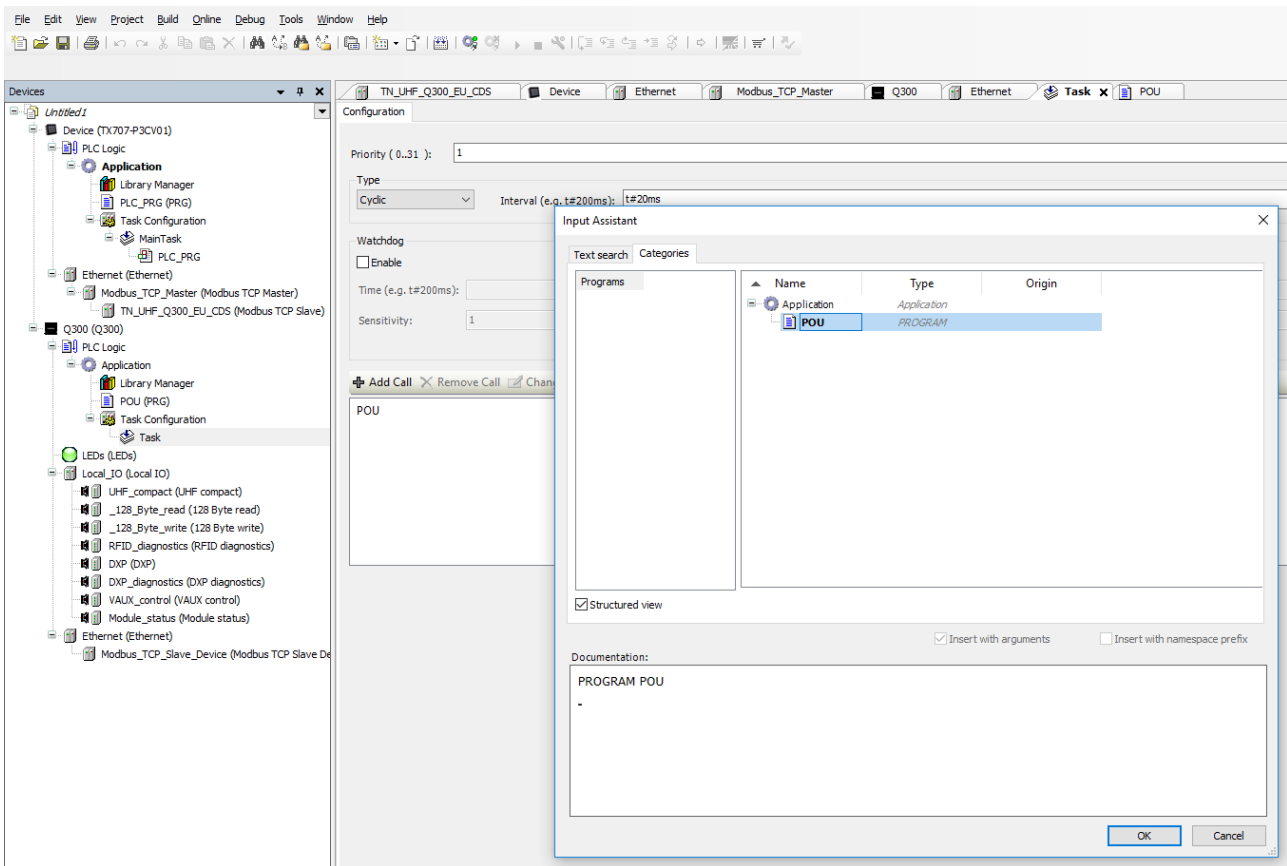 File Edit View Project Build Online Debug Tools Window Help
Devices
Untitled1
Device (TX707-P3CV01)
PLC Logic
Application
Library Manager
PLC_PRG (PRG)
Task Configuration
MainTask
PLC_PRG
Ethernet (Ethernet)
Modbus_TCP_Master (Modbus TCP Master)
TN_UHF_Q300_EU_CDS (Modbus TCP Slave)
Q300 (Q300)
PLC Logic
Application
Library Manager
POU (PRG)
Task Configuration
Task
LEDs (LEDs)
Local_IO (Local IO)
UHF_compact (UHF compact)
_128_Byte_read (128 Byte read)
_128_Byte_write (128 Byte write)
RFID_diagnostics (RFID diagnostics)
DXP (DXP)
DXP_diagnostics (DXP diagnostics)
VAUX_control (VAUX control)
Module_status (Module status)
Ethernet (Ethernet)
Modbus_TCP_Slave_Device (Modbus TCP Slave De
TN_UHF_Q300_EU_CDS Device Ethernet Modbus_TCP_Master Q300 Ethernet Task POU
Configuration
Priority ( 0..31 ): 1
Type
Cyclic Interval (e.g. t#200ms): t#20ms
Watchdog
Enable
Time (e.g. t#200ms):
Sensitivity: 1
Add Call Remove Call Chan
POU
Input Assistant
Text search Categories
Programs
Name Type Origin
Application Application
POU PROGRAM
Structured view
Insert with arguments Insert with namespace prefix
Documentation:
PROGRAM POU
-
OK Cancel